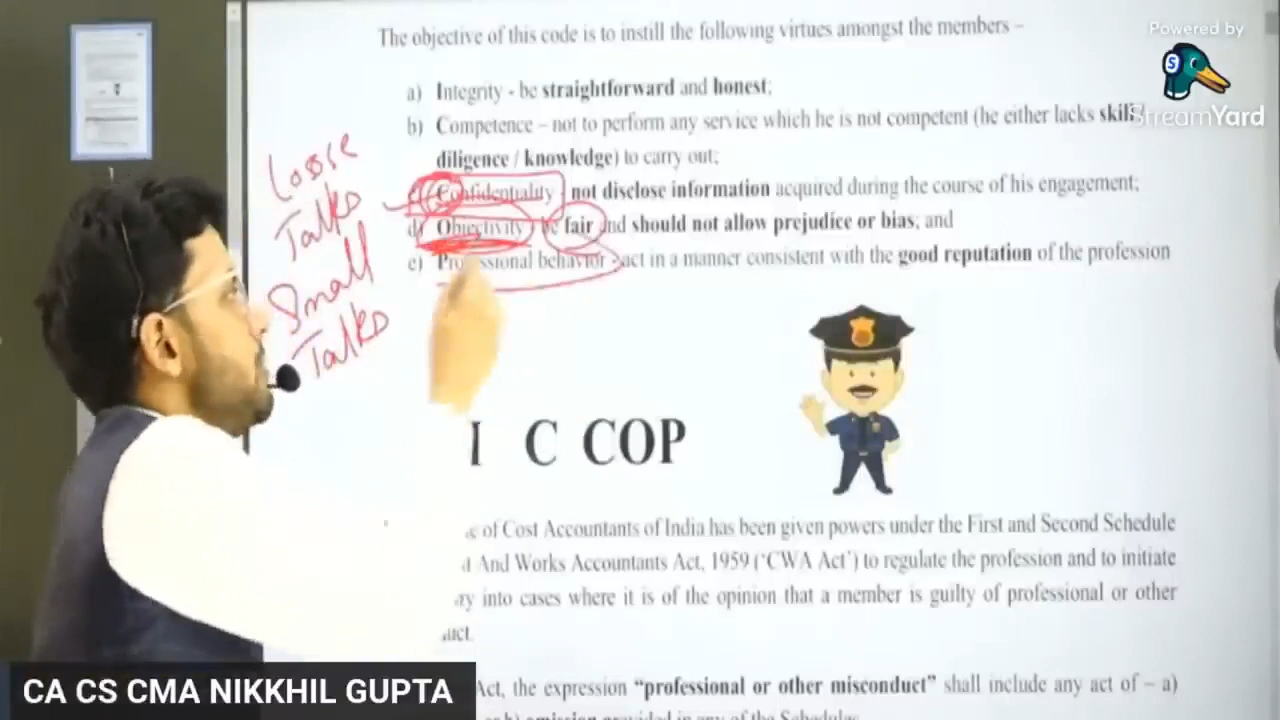 The objective of this code is to instill the following virtues amongst the members –
a) Integrity - be straightforward and honest;
b) Competence – not to perform any service which he is not competent (he either lacks skill
diligence / knowledge) to carry out;
Confidentuality not disclose information acquired during the course of his engagement;
d) Objectivity be fair and should not allow prejudice or bias; and
e) Professional behavior - act in a manner consistent with the good reputation of the profession
Loose
Talks
Small
Talks
I C COP
of Cost Accountants of India has been given powers under the First and Second Schedule
And Works Accountants Act, 1959 ('CWA Act') to regulate the profession and to initiate
into cases where it is of the opinion that a member is guilty of professional or other
Act, the expression “professional or other misconduct” shall include any act of – a)
Powered by
S
StreamYard
CA CS CMA NIKKHIL GUPTA